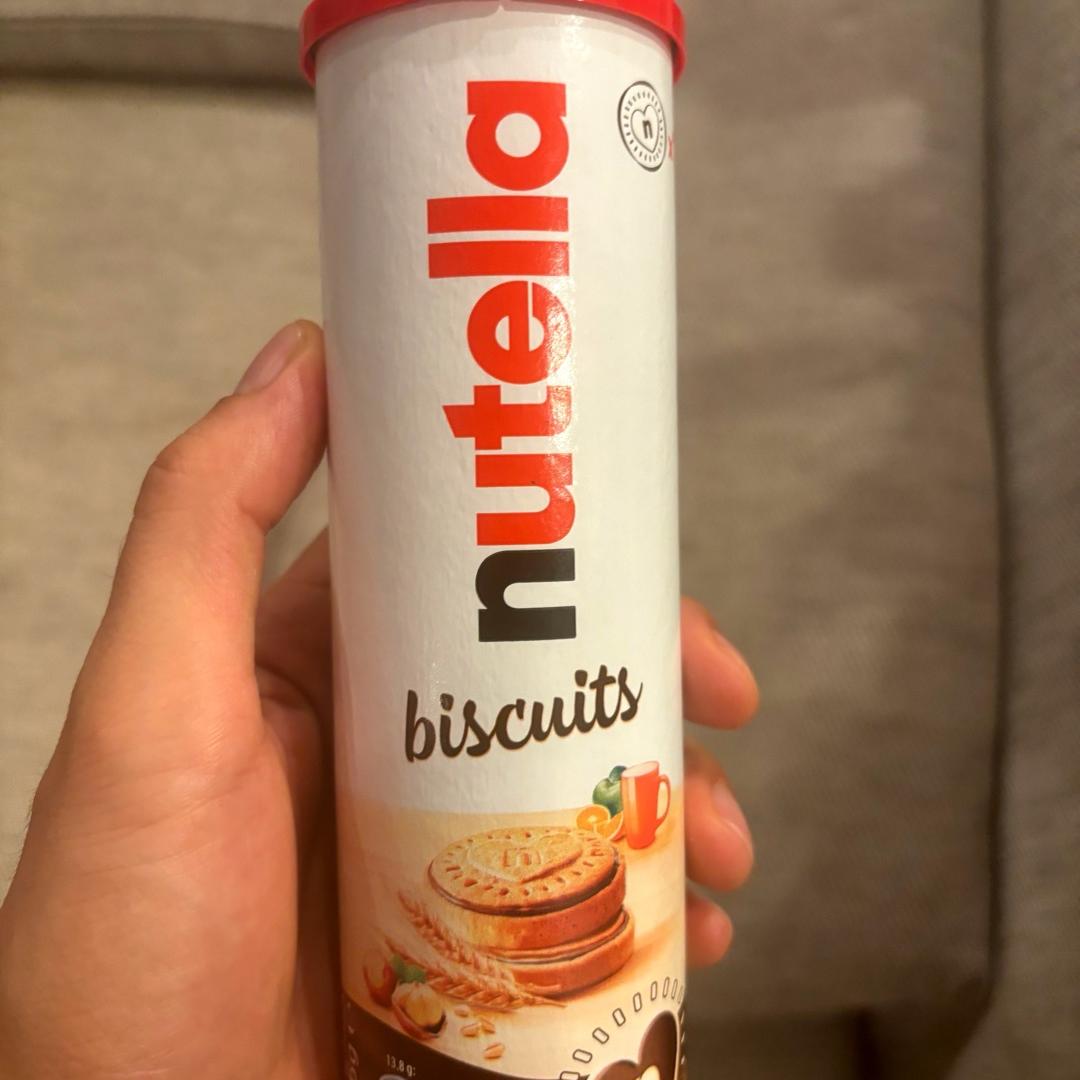 n
nutella
biscuits
n
13.8 g: